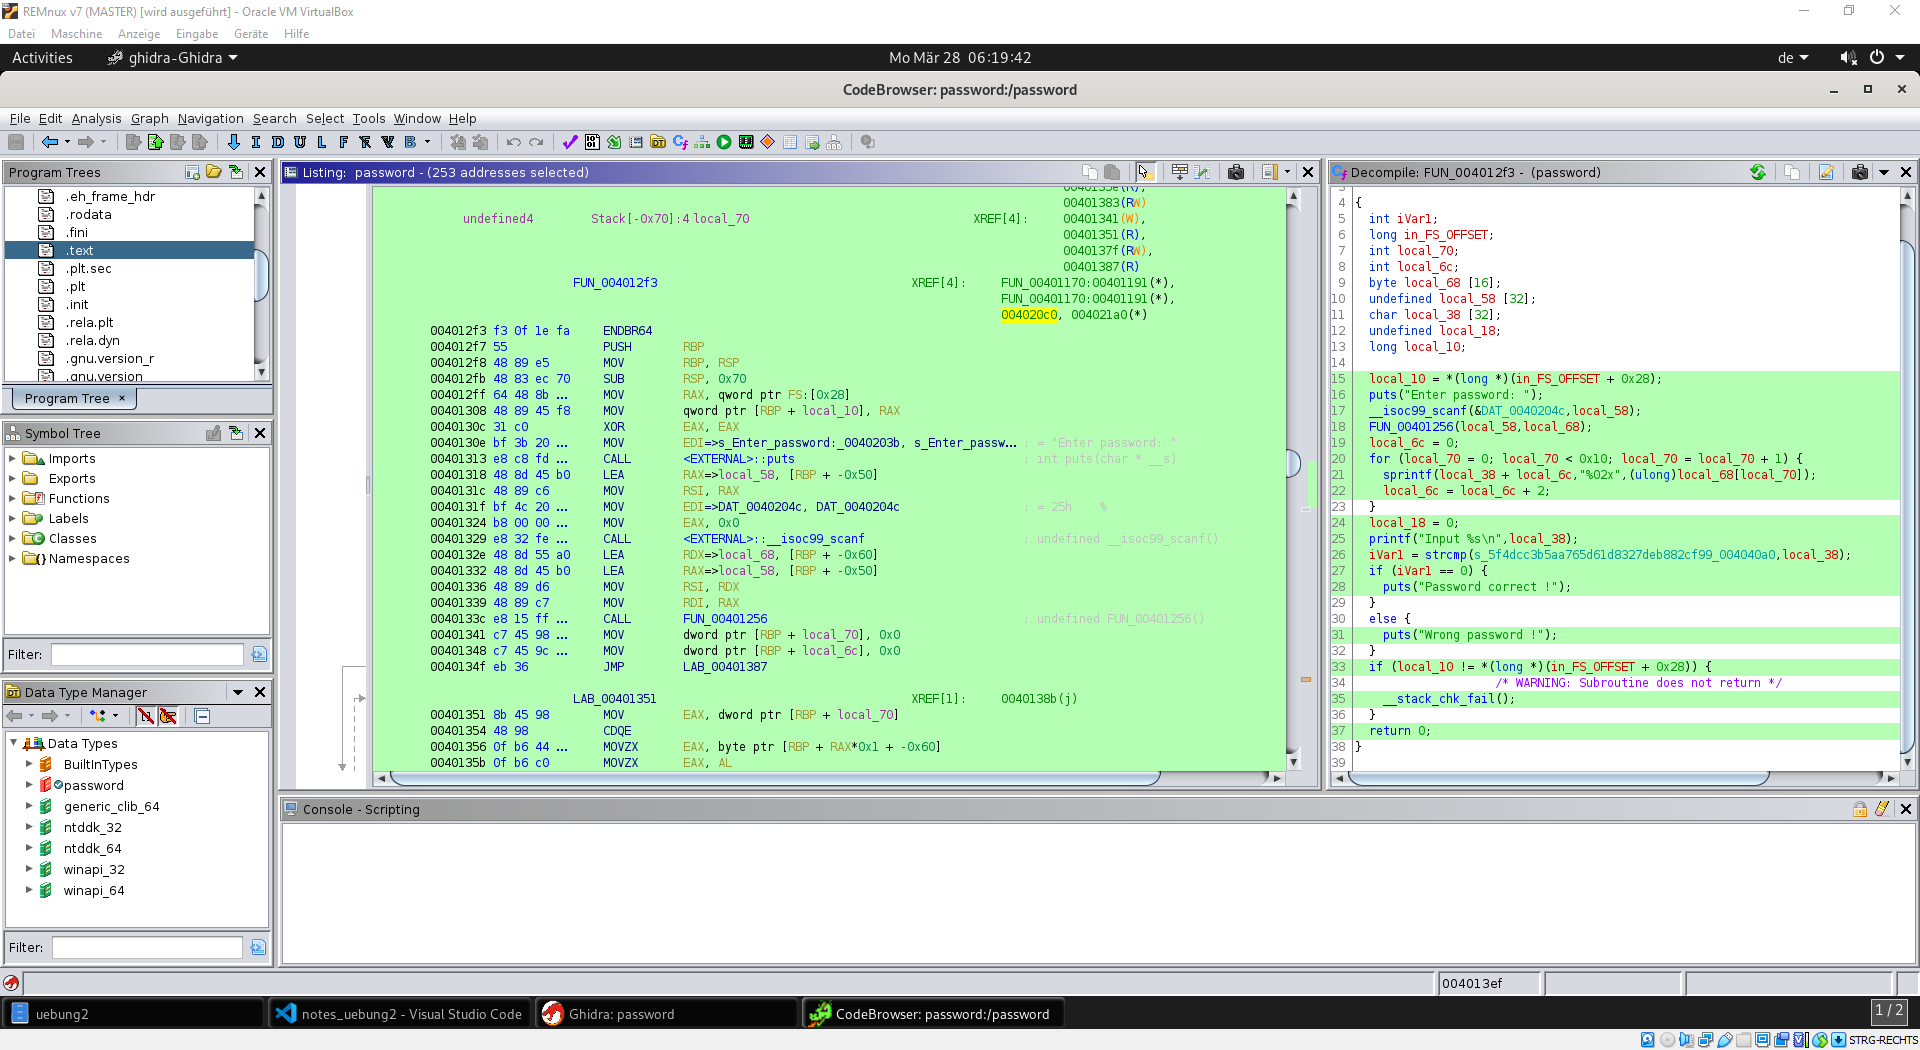 REMnux v7 (MASTER) [wird ausgeführt] - Oracle VM VirtualBox
Datei Maschine Anzeige Eingabe Geräte Hilfe
Activities ghidra-Ghidra Mo Mär 28 06:19:42 de
CodeBrowser: password:/password
File Edit Analysis Graph Navigation Search Select Tools Window Help
Program Trees
.eh_frame_hdr
.rodata
.fini
.text
.plt.sec
.plt
.init
.rela.plt
.rela.dyn
.gnu.version_r
.gnu.version
Program Tree ×
Symbol Tree
Imports
Exports
Functions
Labels
Classes
Namespaces
Filter:
Data Type Manager
Data Types
BuiltInTypes
password
generic_clib_64
ntddk_32
ntddk_64
winapi_32
winapi_64
Filter:
Listing: password - (253 addresses selected)
0040135e(R),
00401383(RW)
undefined4 Stack[-0x70]:4 local_70 XREF[4]: 00401341(W),
00401351(R),
0040137f(RW),
00401387(R)
FUN_004012f3 XREF[4]: FUN_00401170:00401191(*),
FUN_00401170:00401191(*),
004020c0, 004021a0(*)
004012f3 f3 0f 1e fa ENDBR64
004012f7 55 PUSH RBP
004012f8 48 89 e5 MOV RBP, RSP
004012fb 48 83 ec 70 SUB RSP, 0x70
004012ff 64 48 8b ... MOV RAX, qword ptr FS:[0x28]
00401308 48 89 45 f8 MOV qword ptr [RBP + local_10], RAX
0040130c 31 c0 XOR EAX, EAX
0040130e bf 3b 20 ... MOV EDI=>s_Enter_password:_0040203b, s_Enter_passw... ; = "Enter password: "
00401313 e8 c8 fd ... CALL <EXTERNAL>::puts ; int puts(char * __s)
00401318 48 8d 45 b0 LEA RAX=>local_58, [RBP + -0x50]
0040131c 48 89 c6 MOV RSI, RAX
0040131f bf 4c 20 ... MOV EDI=>DAT_0040204c, DAT_0040204c ; = 25h %
00401324 b8 00 00 ... MOV EAX, 0x0
00401329 e8 32 fe ... CALL <EXTERNAL>::__isoc99_scanf ; undefined __isoc99_scanf()
0040132e 48 8d 55 a0 LEA RDX=>local_68, [RBP + -0x60]
00401332 48 8d 45 b0 LEA RAX=>local_58, [RBP + -0x50]
00401336 48 89 d6 MOV RSI, RDX
00401339 48 89 c7 MOV RDI, RAX
0040133c e8 15 ff ... CALL FUN_00401256 ; undefined FUN_00401256()
00401341 c7 45 98 ... MOV dword ptr [RBP + local_70], 0x0
00401348 c7 45 9c ... MOV dword ptr [RBP + local_6c], 0x0
0040134f eb 36 JMP LAB_00401387
LAB_00401351 XREF[1]: 0040138b(j)
00401351 8b 45 98 MOV EAX, dword ptr [RBP + local_70]
00401354 48 98 CDQE
00401356 0f b6 44 ... MOVZX EAX, byte ptr [RBP + RAX*0x1 + -0x60]
0040135b 0f b6 c0 MOVZX EAX, AL
Decompile: FUN_004012f3 - (password)
3
4 {
5 int iVar1;
6 long in_FS_OFFSET;
7 int local_70;
8 int local_6c;
9 byte local_68 [16];
10 undefined local_58 [32];
11 char local_38 [32];
12 undefined local_18;
13 long local_10;
14
15 local_10 = *(long *)(in_FS_OFFSET + 0x28);
16 puts("Enter password: ");
17 __isoc99_scanf(&DAT_0040204c,local_58);
18 FUN_00401256(local_58,local_68);
19 local_6c = 0;
20 for (local_70 = 0; local_70 < 0x10; local_70 = local_70 + 1) {
21 sprintf(local_38 + local_6c,"%02x",(ulong)local_68[local_70]);
22 local_6c = local_6c + 2;
23 }
24 local_18 = 0;
25 printf("Input %s\n",local_38);
26 iVar1 = strcmp(s_5f4dcc3b5aa765d61d8327deb882cf99_004040a0,local_38);
27 if (iVar1 == 0) {
28 puts("Password correct !");
29 }
30 else {
31 puts("Wrong password !");
32 }
33 if (local_10 != *(long *)(in_FS_OFFSET + 0x28)) {
34 /* WARNING: Subroutine does not return */
35 __stack_chk_fail();
36 }
37 return 0;
38 }
39
Console - Scripting
004013ef
uebung2 notes_uebung2 - Visual Studio Code Ghidra: password CodeBrowser: password:/password 1 / 2
STRG-RECHTS